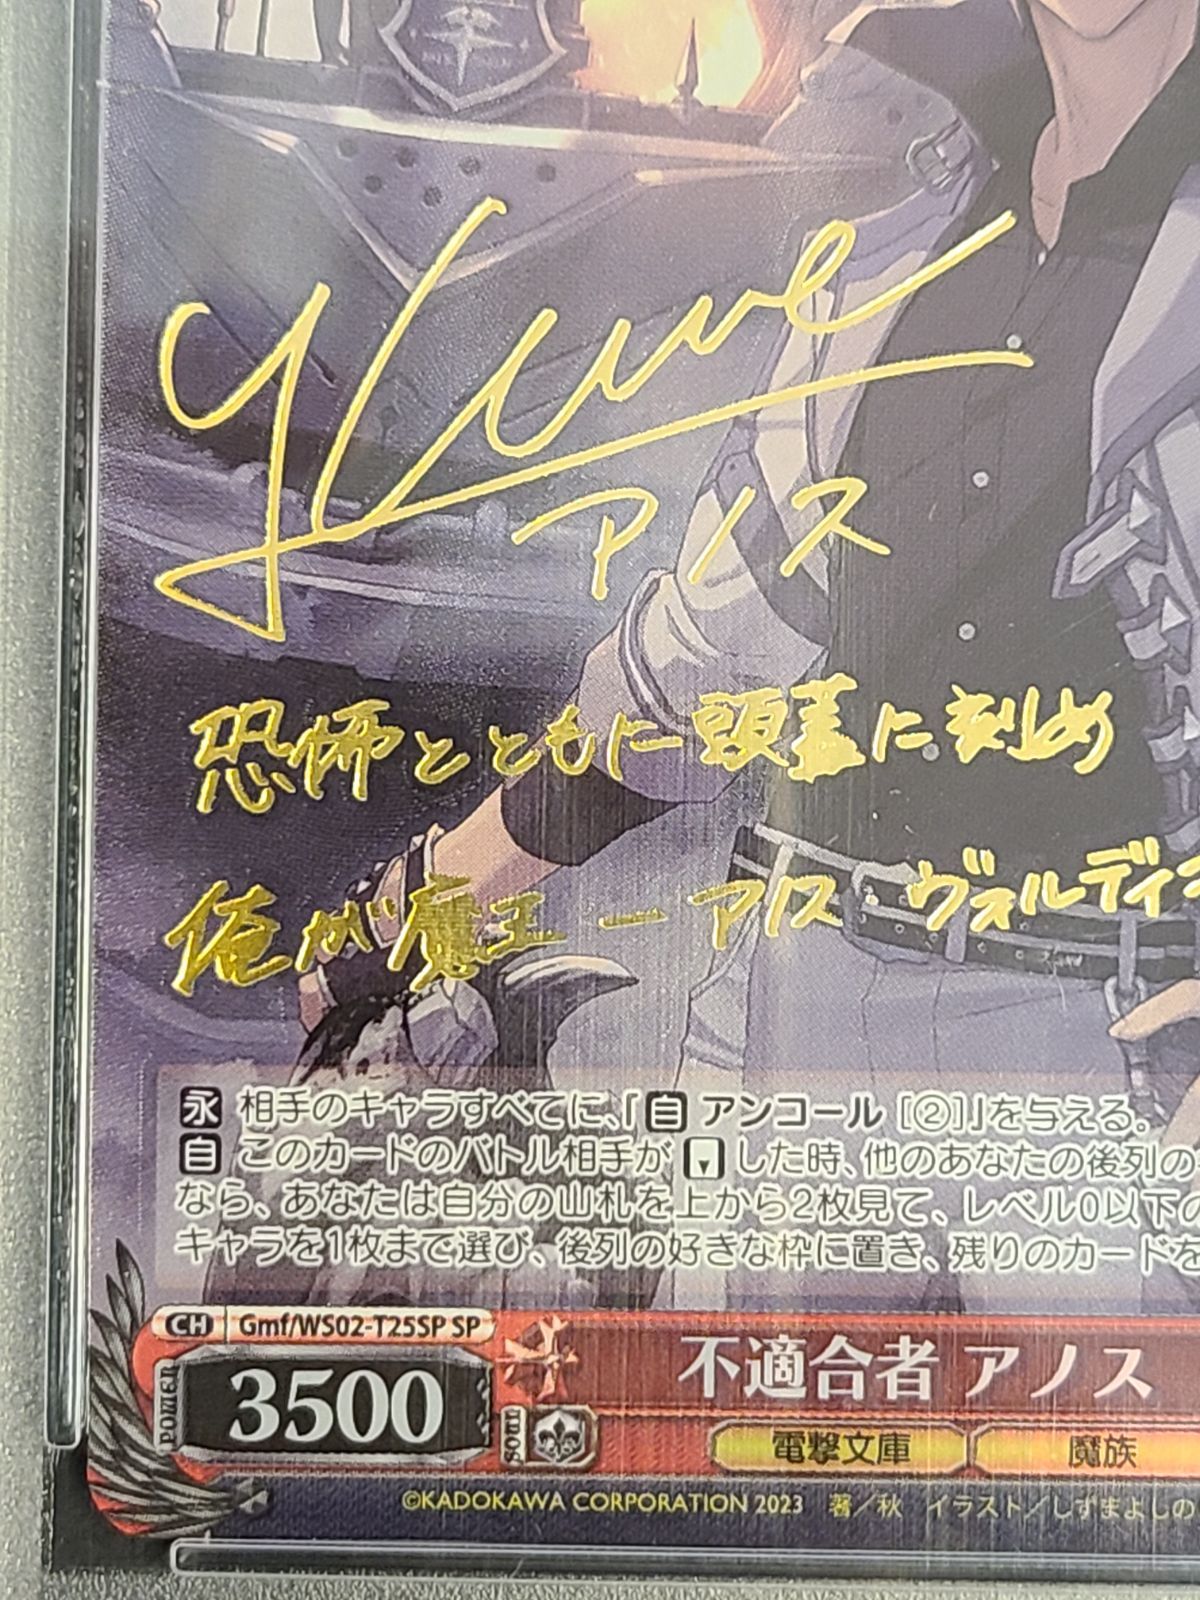 アノス
恐怖とともに頭蓋に刻め
俺が魔王－アノス・ヴォルディ
永 相手のキャラすべてに、「自 アンコール [②]」を与える。
自 このカードのバトル相手が した時、他のあなたの後列の
なら、あなたは自分の山札を上から2枚見て、レベル0以下の
キャラを1枚まで選び、後列の好きな枠に置き、残りのカードを
CH Gmf/WS02-T25SP SP
POWER 3500
不適合者 アノス
SOUL
電撃文庫 魔族
©KADOKAWA CORPORATION 2023 著／秋 イラスト／しずまよしの